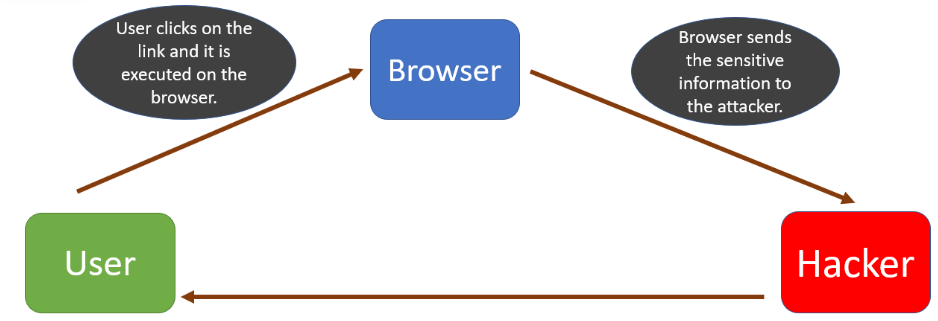 User clicks on the
link and it is
executed on the
browser.
Browser
Browser sends
the sensitive
information to
the attacker.
User
Hacker